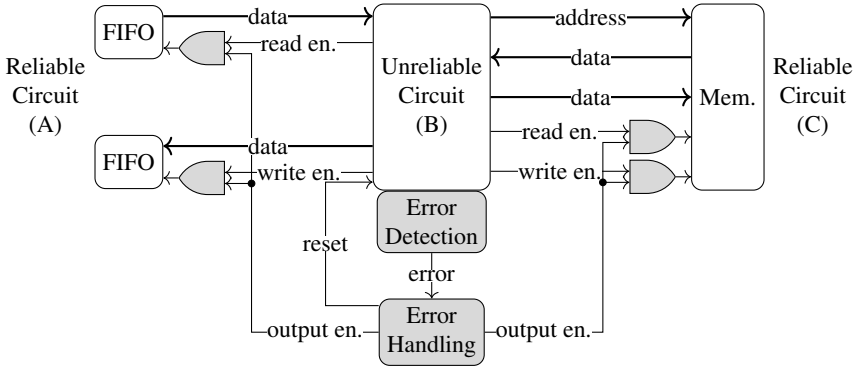 FIFO
data
read en.
Reliable
Circuit
(A)
FIFO
data
write en.
reset
Unreliable
Circuit
(B)
Error
Detection
error
Error
Handling
output en.
output en.
address
data
data
read en.
write en.
Mem.
Reliable
Circuit
(C)